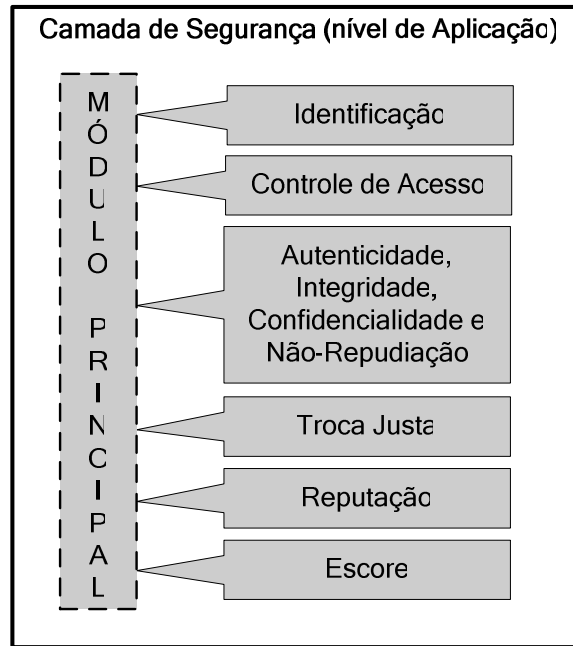 Camada de Segurança (nível de Aplicação)
MÓDULO PRINCIPAL
Identificação
Controle de Acesso
Autenticidade,
Integridade,
Confidencialidade e
Não-Repudiação
Troca Justa
Reputação
Escore